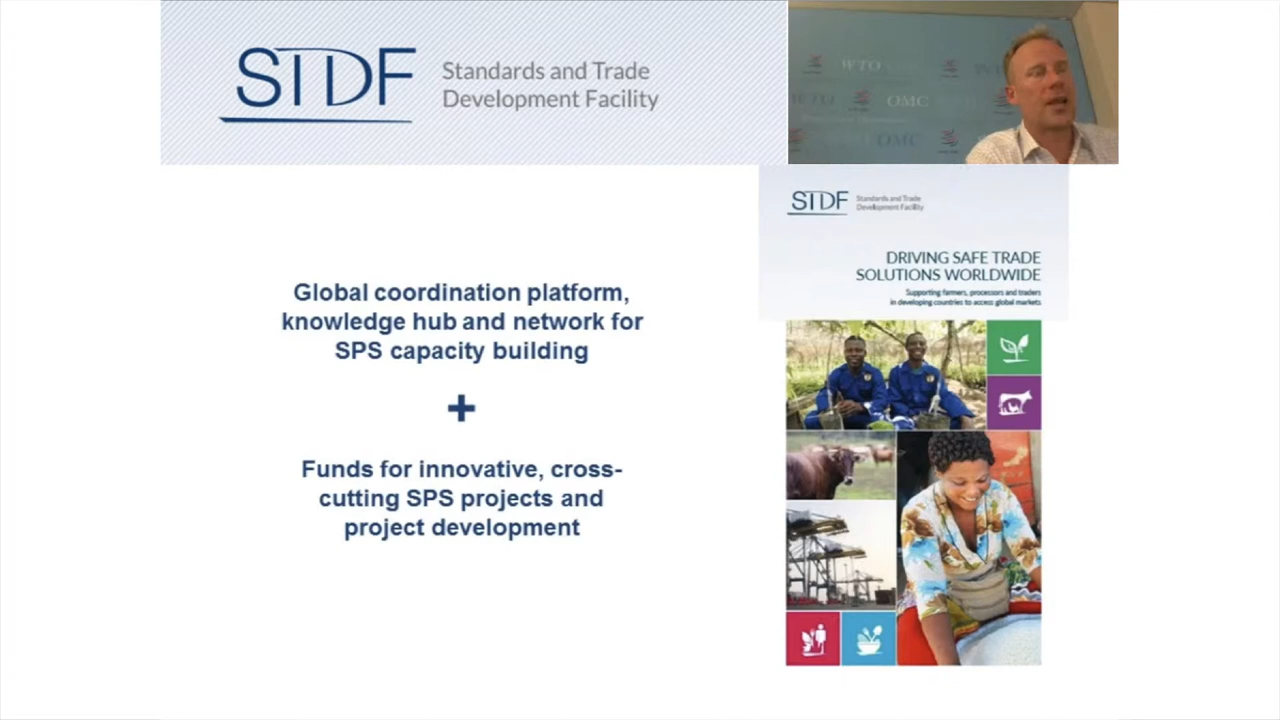 STDF
Standards and Trade
Development Facility
WTO
OMC
OMC
STDF
Standards and Trade
Development Facility
DRIVING SAFE TRADE
SOLUTIONS WORLDWIDE
Supporting farmers, processors and traders
in developing countries to access global markets
Global coordination platform,
knowledge hub and network for
SPS capacity building
+
Funds for innovative, cross-
cutting SPS projects and
project development